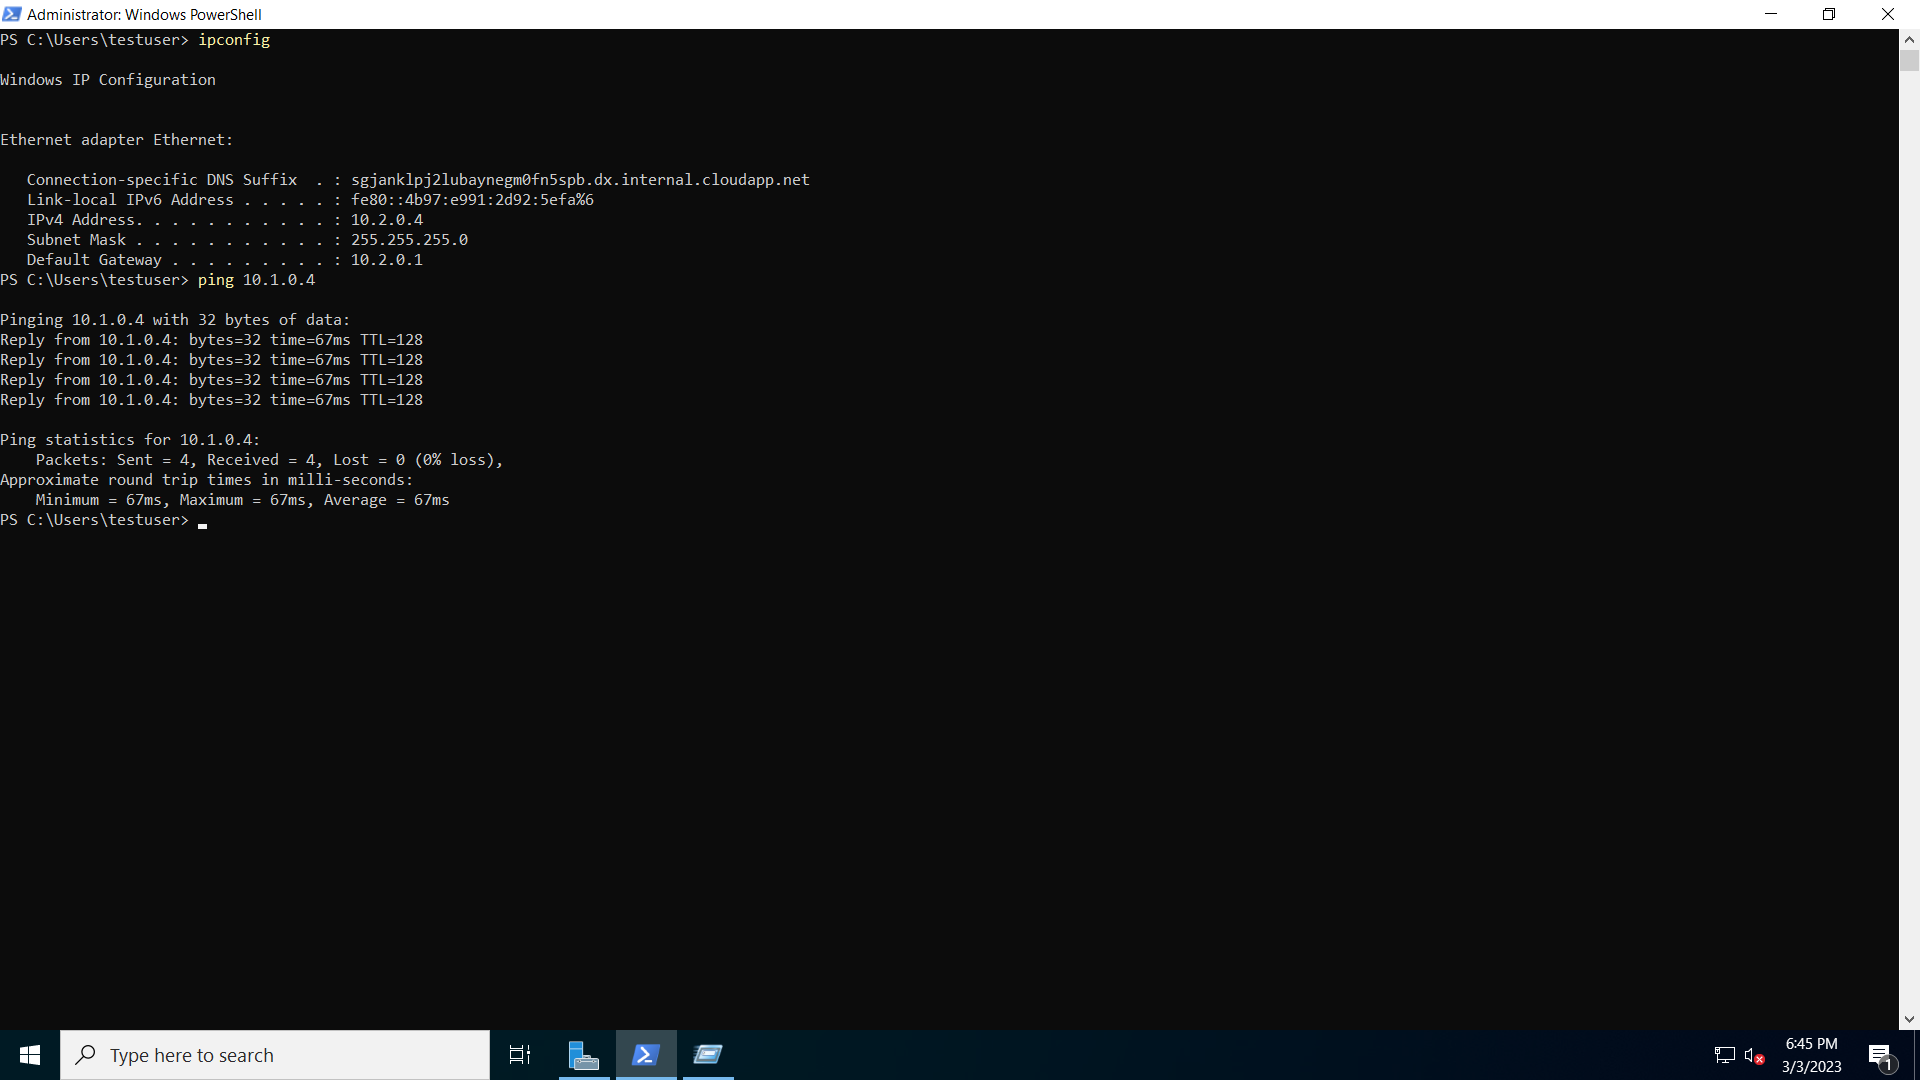 Administrator: Windows PowerShell
PS C:\Users\testuser> ipconfig
Windows IP Configuration
Ethernet adapter Ethernet:
   Connection-specific DNS Suffix  . : sgjanklpj2lubaynegm0fn5spb.dx.internal.cloudapp.net
   Link-local IPv6 Address . . . . . : fe80::4b97:e991:2d92:5efa%6
   IPv4 Address. . . . . . . . . . . : 10.2.0.4
   Subnet Mask . . . . . . . . . . . : 255.255.255.0
   Default Gateway . . . . . . . . . : 10.2.0.1
PS C:\Users\testuser> ping 10.1.0.4
Pinging 10.1.0.4 with 32 bytes of data:
Reply from 10.1.0.4: bytes=32 time=67ms TTL=128
Reply from 10.1.0.4: bytes=32 time=67ms TTL=128
Reply from 10.1.0.4: bytes=32 time=67ms TTL=128
Reply from 10.1.0.4: bytes=32 time=67ms TTL=128
Ping statistics for 10.1.0.4:
    Packets: Sent = 4, Received = 4, Lost = 0 (0% loss),
Approximate round trip times in milli-seconds:
    Minimum = 67ms, Maximum = 67ms, Average = 67ms
PS C:\Users\testuser>
Type here to search
6:45 PM
3/3/2023
1